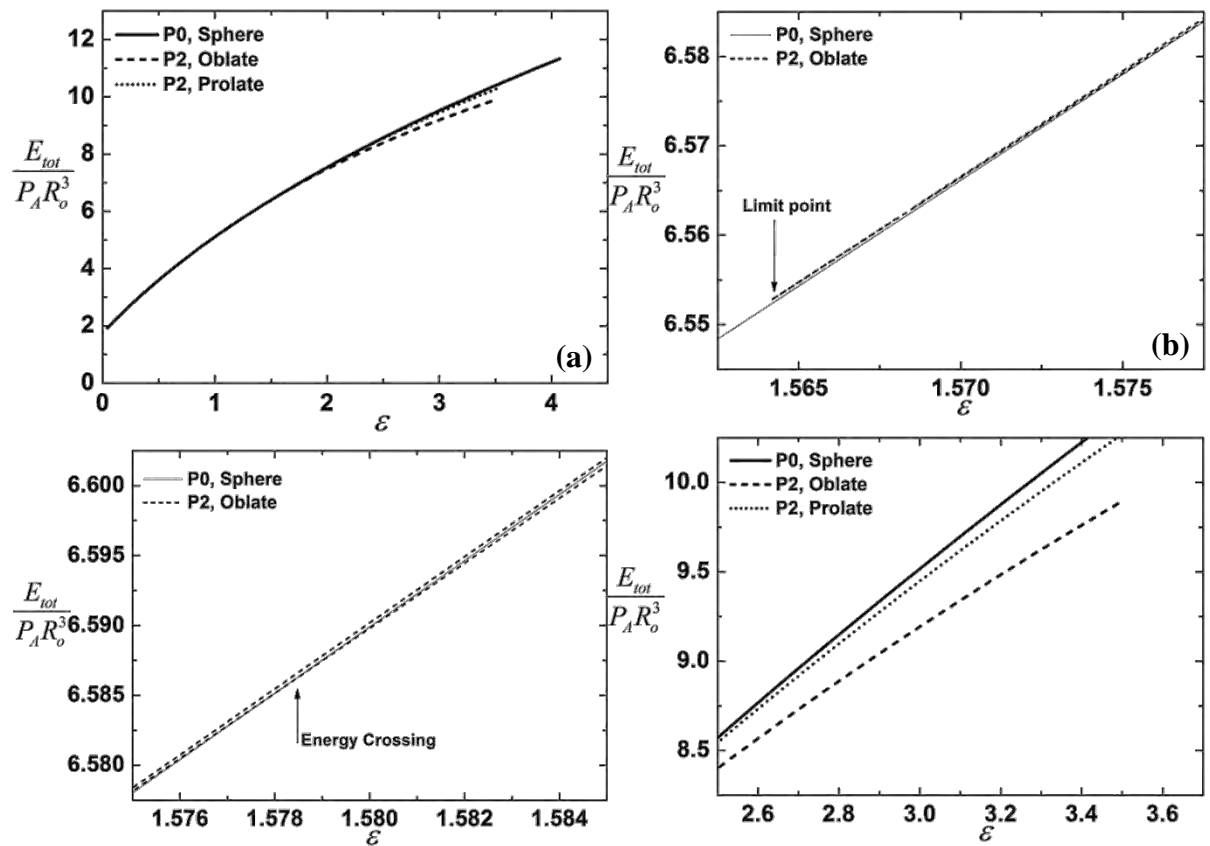 12
10
8
6
4
2
0
E_tot
P_A R_o^3
P0, Sphere
P2, Oblate
P2, Prolate
(a)
0 1 2 3 4
ε
6.58
6.57
6.56
6.55
E_tot
P_A R_o^3
P0, Sphere
P2, Oblate
Limit point
(b)
1.565 1.570 1.575
ε
6.600
6.595
6.590
6.585
6.580
E_tot
P_A R_o^3
P0, Sphere
P2, Oblate
Energy Crossing
1.576 1.578 1.580 1.582 1.584
ε
10.0
9.5
9.0
8.5
E_tot
P_A R_o^3
P0, Sphere
P2, Oblate
P2, Prolate
2.6 2.8 3.0 3.2 3.4 3.6
ε